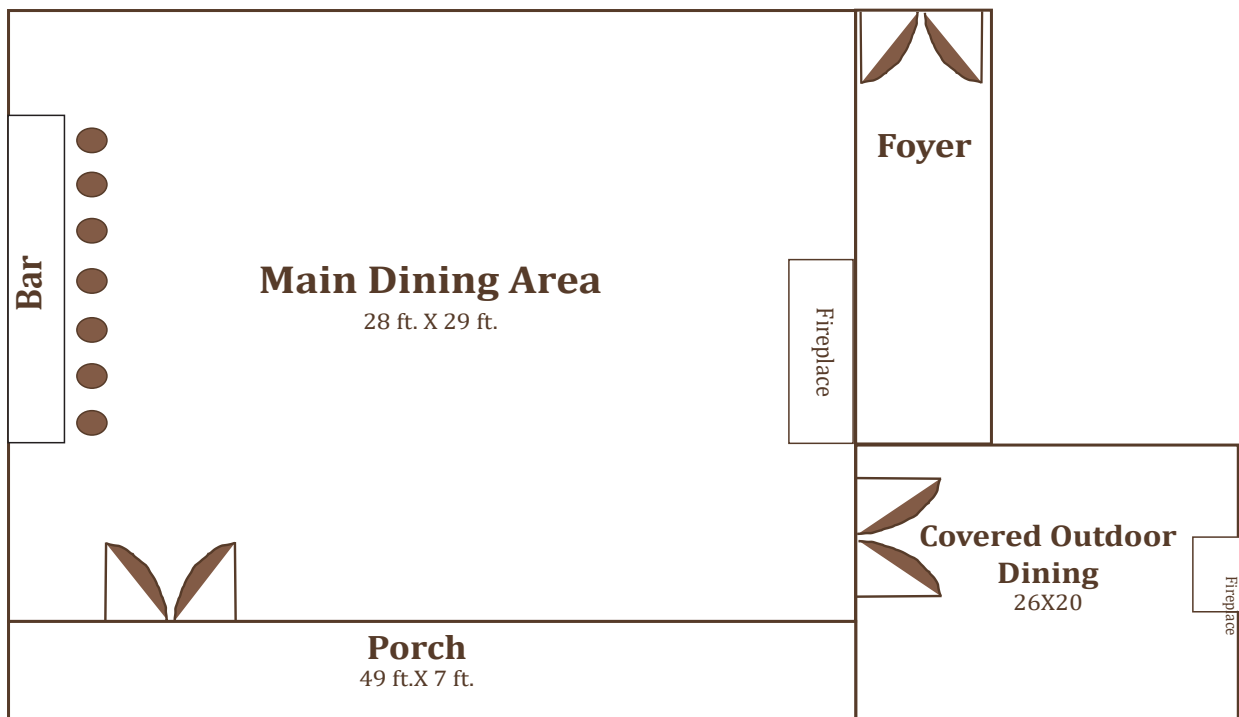 Foyer
Bar
Main Dining Area
28 ft. X 29 ft.
Fireplace
Covered Outdoor
Dining
26X20
Fireplace
Porch
49 ft.X 7 ft.